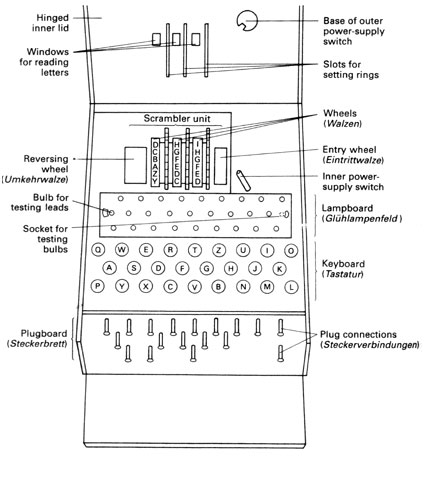 Hinged
inner lid
Base of outer
power-supply
switch
Windows
for reading
letters
Slots for
setting rings
Scrambler unit
Wheels
(Walzen)
D H I
C G H
B F G
A E F
Z D E
Y C D
Reversing
wheel
(Umkehrwalze)
Entry wheel
(Eintrittwalze)
Inner power-
supply switch
Bulb for
testing leads
Socket for
testing
bulbs
Lampboard
(Glühlampenfeld)
Q W E R T Z U I O
A S D F G H J K
P Y X C V B N M L
Keyboard
(Tastatur)
Plugboard
(Steckerbrett)
Plug connections
(Steckerverbindungen)